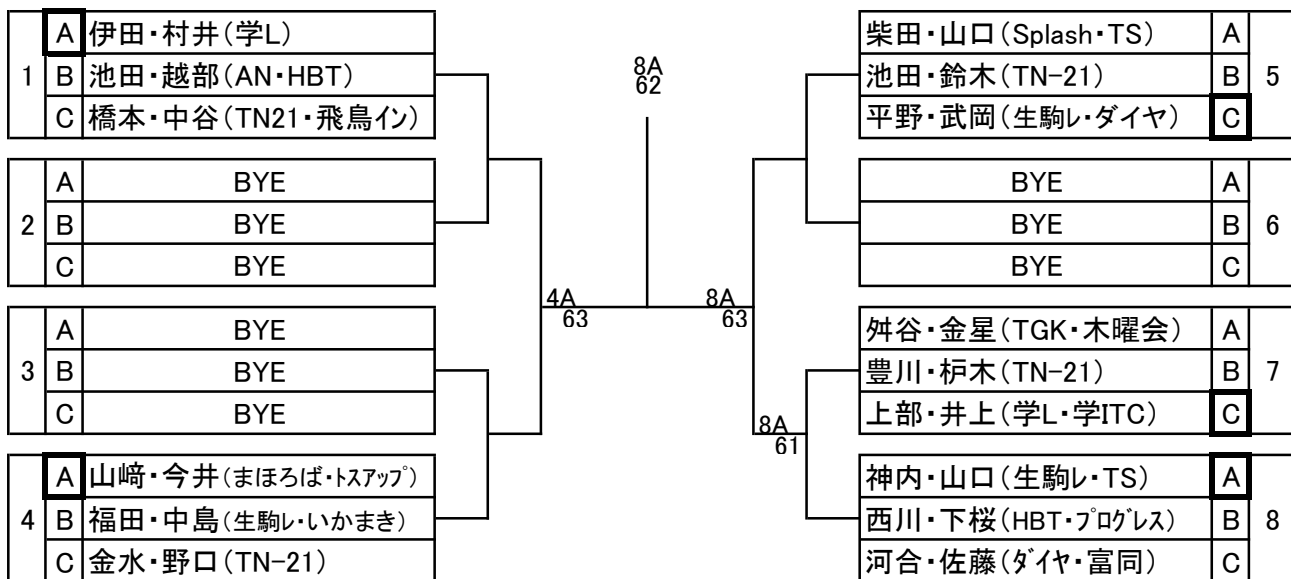 1 A 伊田・村井(学L)
B 池田・越部(AN・HBT)
C 橋本・中谷(TN21・飛鳥イン)
2 A BYE
B BYE
C BYE
3 A BYE
B BYE
C BYE
4 A 山﨑・今井(まほろば・トスアップ)
B 福田・中島(生駒レ・いかまき)
C 金水・野口(TN-21)
4A
63
8A
62
8A
63
8A
61
柴田・山口(Splash・TS) A 5
池田・鈴木(TN-21) B
平野・武岡(生駒レ・ダイヤ) C
BYE A 6
BYE B
BYE C
舛谷・金星(TGK・木曜会) A 7
豊川・枦木(TN-21) B
上部・井上(学L・学ITC) C
神内・山口(生駒レ・TS) A 8
西川・下桜(HBT・プログレス) B
河合・佐藤(ダイヤ・富同) C